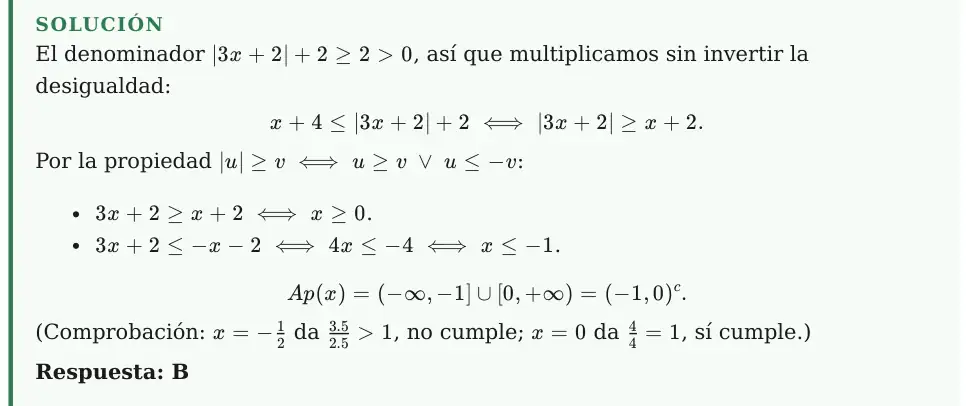 SOLUCIÓN
El denominador |3x + 2| + 2 ≥ 2 > 0, así que multiplicamos sin invertir la
desigualdad:
x + 4 ≤ |3x + 2| + 2 ⟺ |3x + 2| ≥ x + 2.
Por la propiedad |u| ≥ v ⟺ u ≥ v ∨ u ≤ −v:
• 3x + 2 ≥ x + 2 ⟺ x ≥ 0.
• 3x + 2 ≤ −x − 2 ⟺ 4x ≤ −4 ⟺ x ≤ −1.
Ap(x) = (−∞, −1] ∪ [0, +∞) = (−1, 0)ᶜ.
(Comprobación: x = −1/2 da 3.5/2.5 > 1, no cumple; x = 0 da 4/4 = 1, sí cumple.)
Respuesta: B